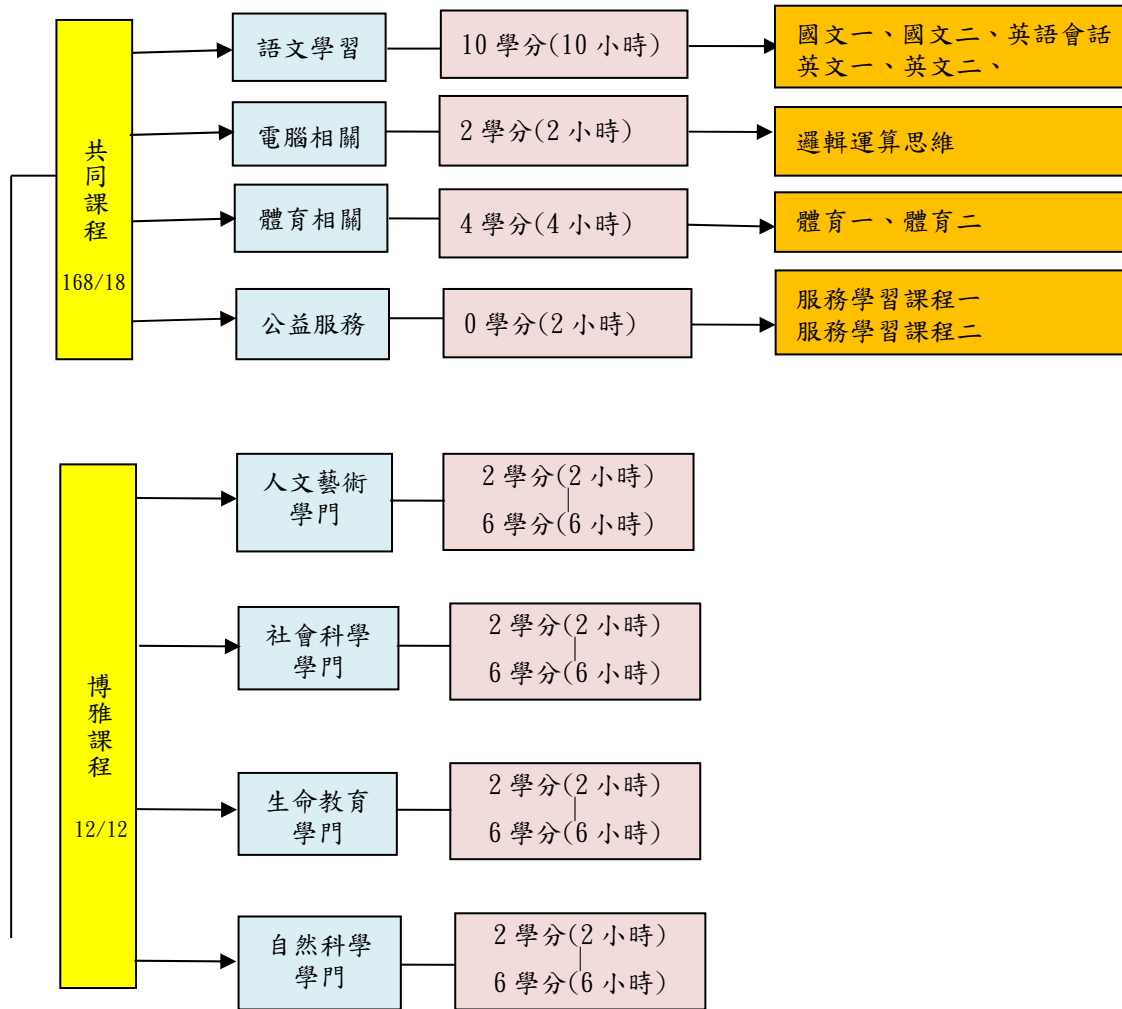 共同課程
168/18
語文學習
10 學分(10 小時)
國文一、國文二、英語會話
英文一、英文二、
電腦相關
2 學分(2 小時)
邏輯運算思維
體育相關
4 學分(4 小時)
體育一、體育二
公益服務
0 學分(2 小時)
服務學習課程一
服務學習課程二
博雅課程
12/12
人文藝術
學門
2 學分(2 小時)
6 學分(6 小時)
社會科學
學門
2 學分(2 小時)
6 學分(6 小時)
生命教育
學門
2 學分(2 小時)
6 學分(6 小時)
自然科學
學門
2 學分(2 小時)
6 學分(6 小時)